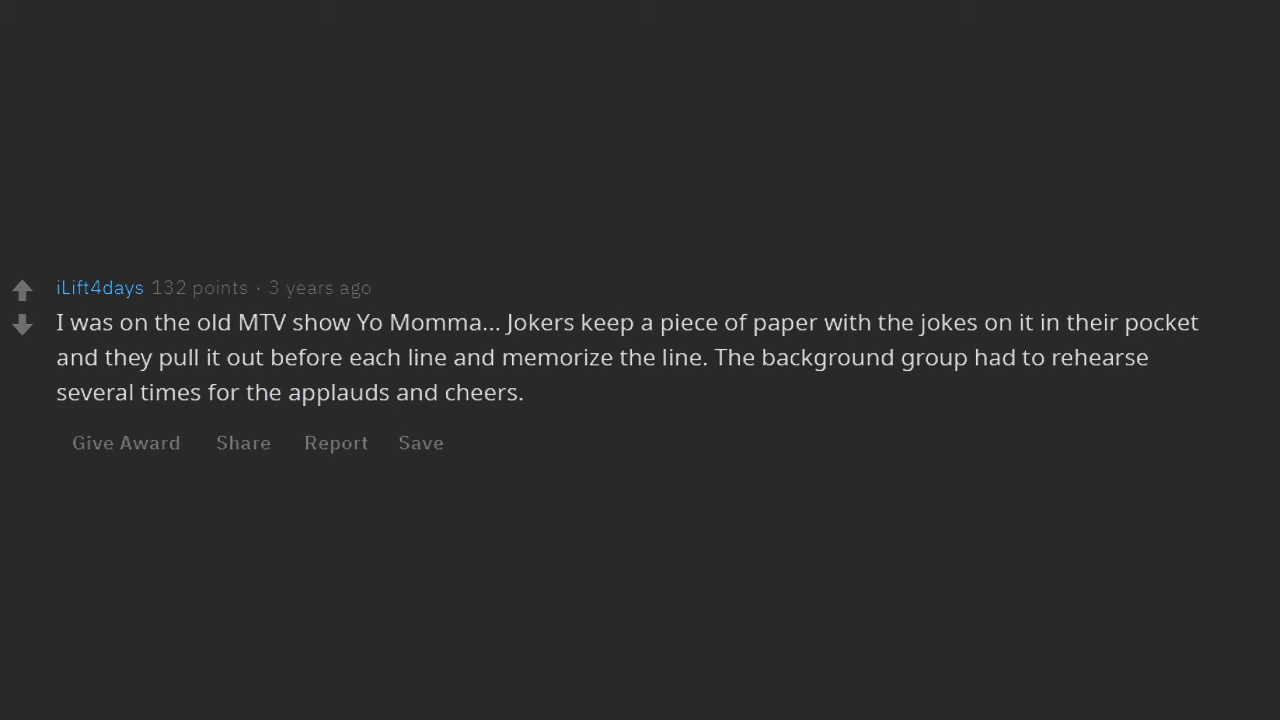 iLift4days 132 points · 3 years ago
I was on the old MTV show Yo Momma... Jokers keep a piece of paper with the jokes on it in their pocket
and they pull it out before each line and memorize the line. The background group had to rehearse
several times for the applauds and cheers.
Give Award Share Report Save